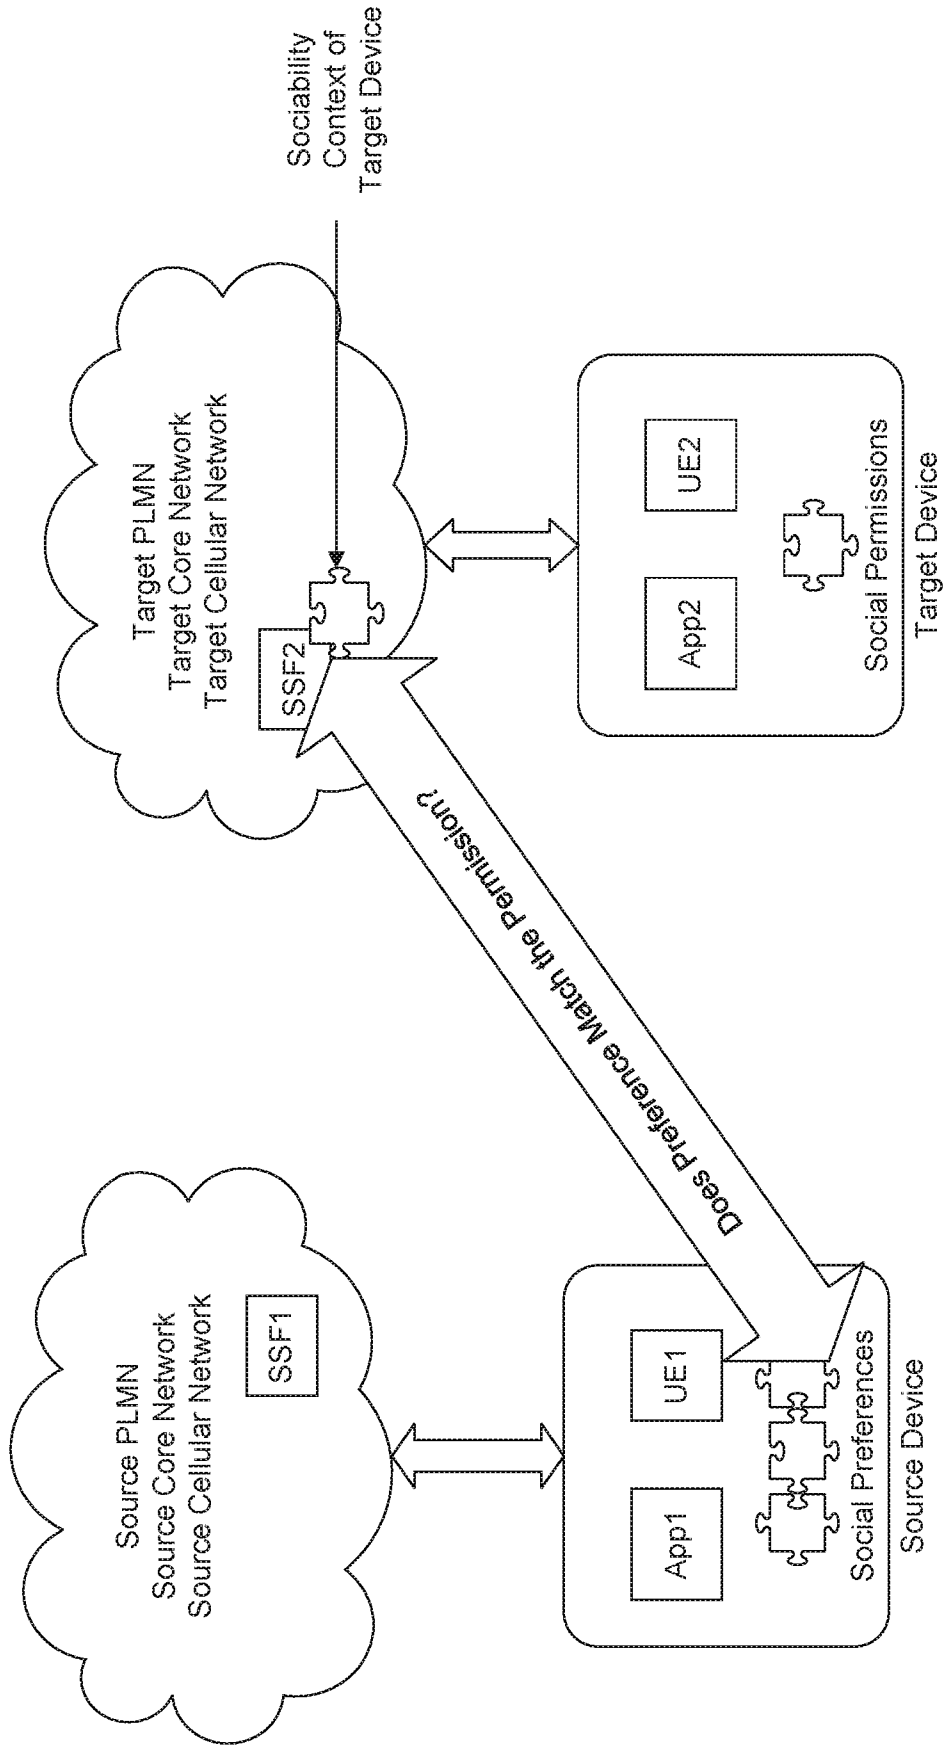 Source PLMN
Source Core Network
Source Cellular Network
SSF1
App1
UE1
Social Preferences
Source Device
Does Preference Match the Permission?
Target PLMN
Target Core Network
Target Cellular Network
SSF2
Sociability
Context of
Target Device
App2
UE2
Social Permissions
Target Device